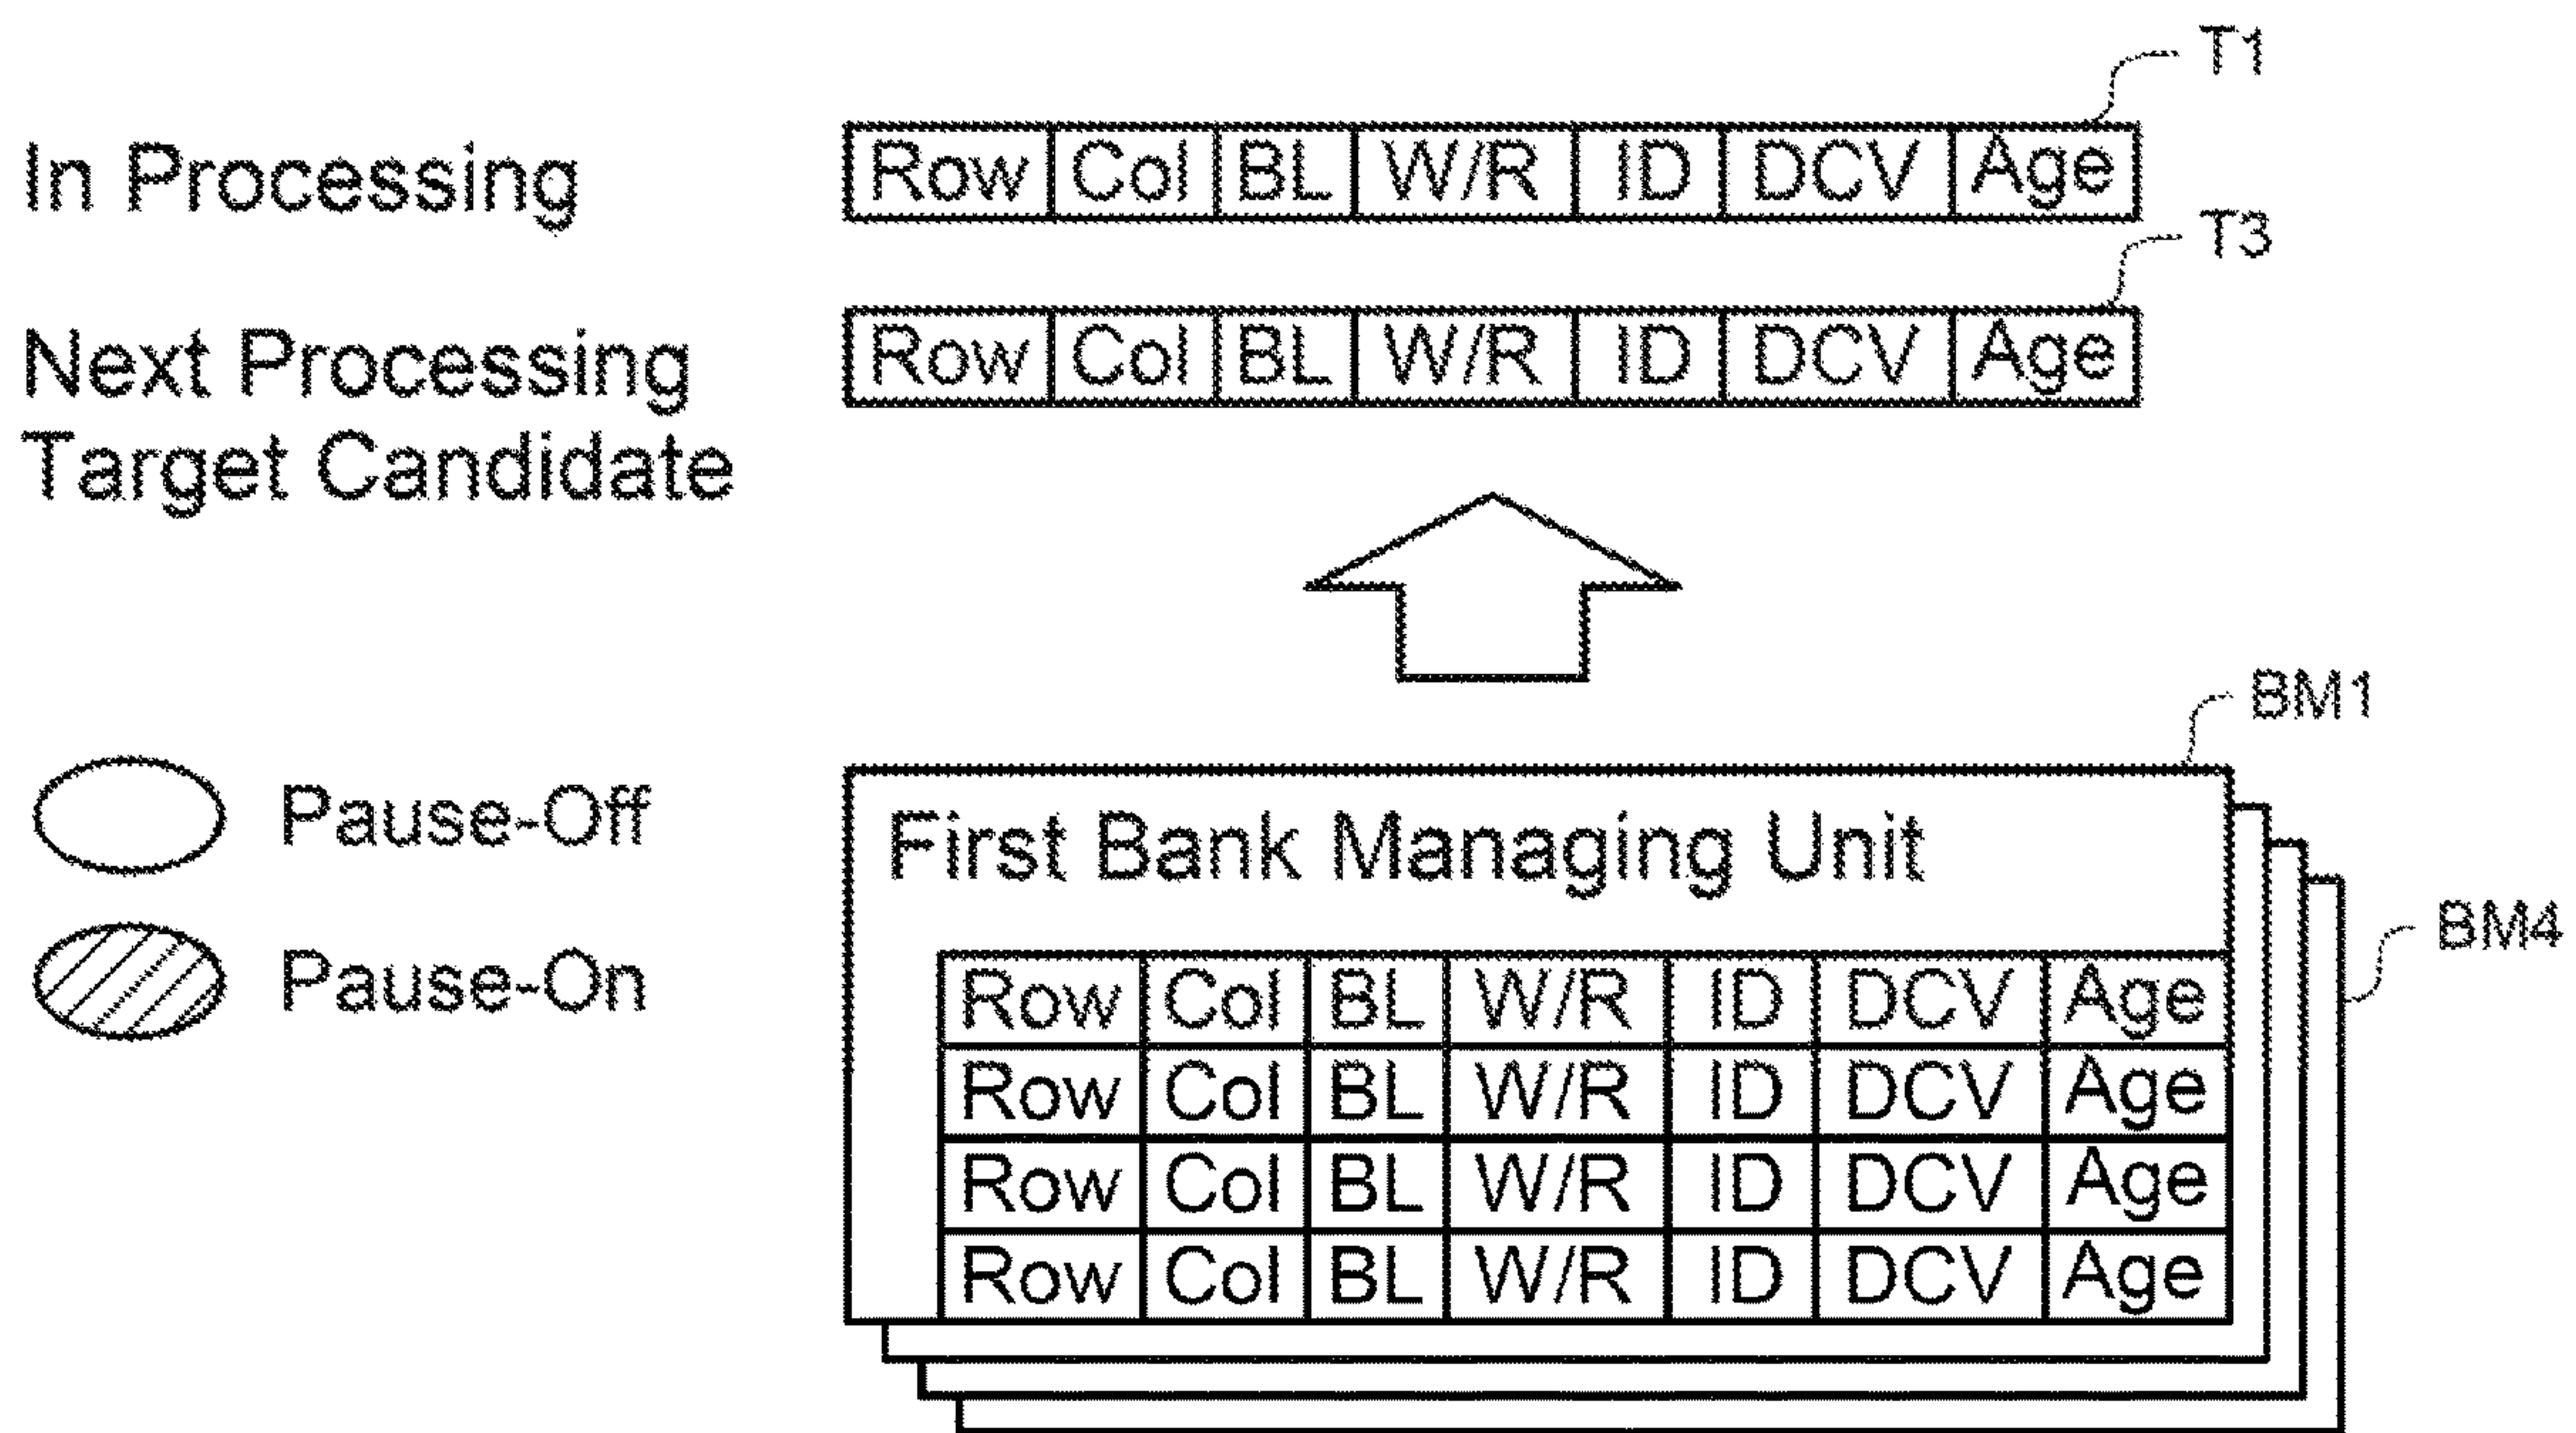 T1
In Processing Row Col BL W/R ID DCV Age
T3
Next Processing Row Col BL W/R ID DCV Age
Target Candidate
BM1
Pause-Off
First Bank Managing Unit
BM4
Pause-On
Row Col BL W/R ID DCV Age
Row Col BL W/R ID DCV Age
Row Col BL W/R ID DCV Age
Row Col BL W/R ID DCV Age